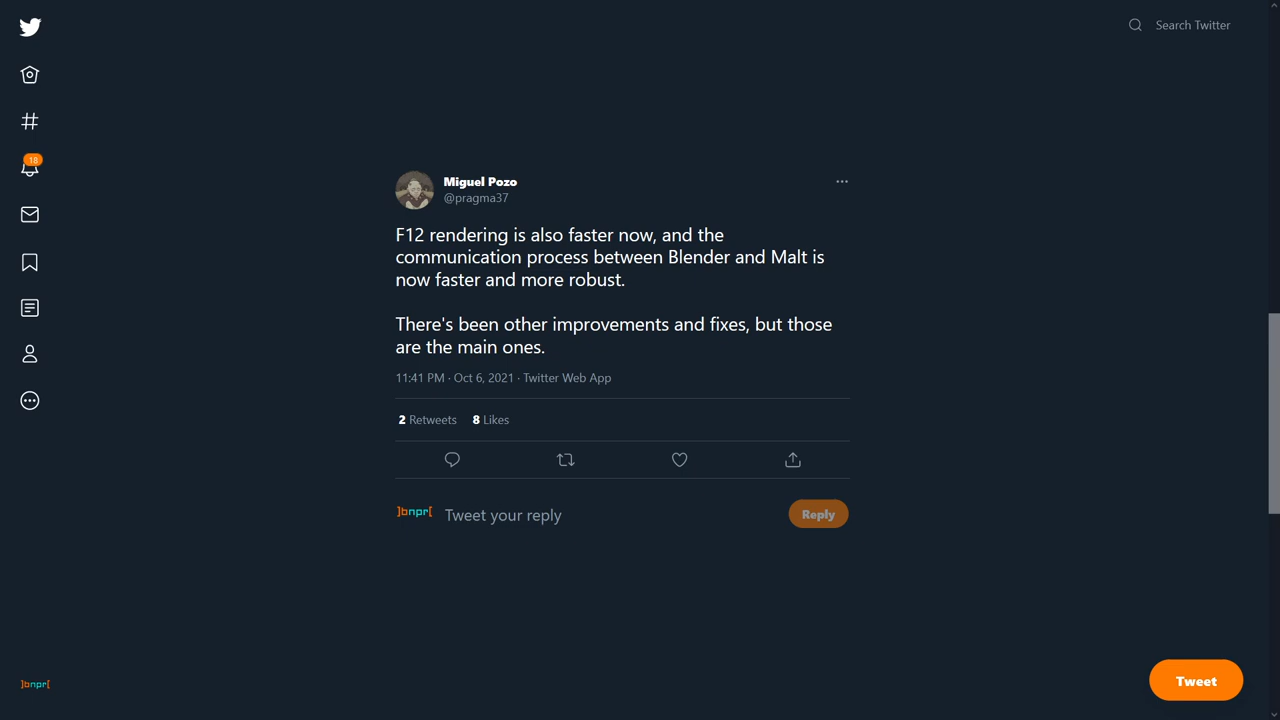 Search Twitter
18
Miguel Pozo
@pragma37
F12 rendering is also faster now, and the
communication process between Blender and Malt is
now faster and more robust.
There's been other improvements and fixes, but those
are the main ones.
11:41 PM · Oct 6, 2021 · Twitter Web App
2 Retweets 8 Likes
]bnpr[ Tweet your reply Reply
]bnpr[
Tweet